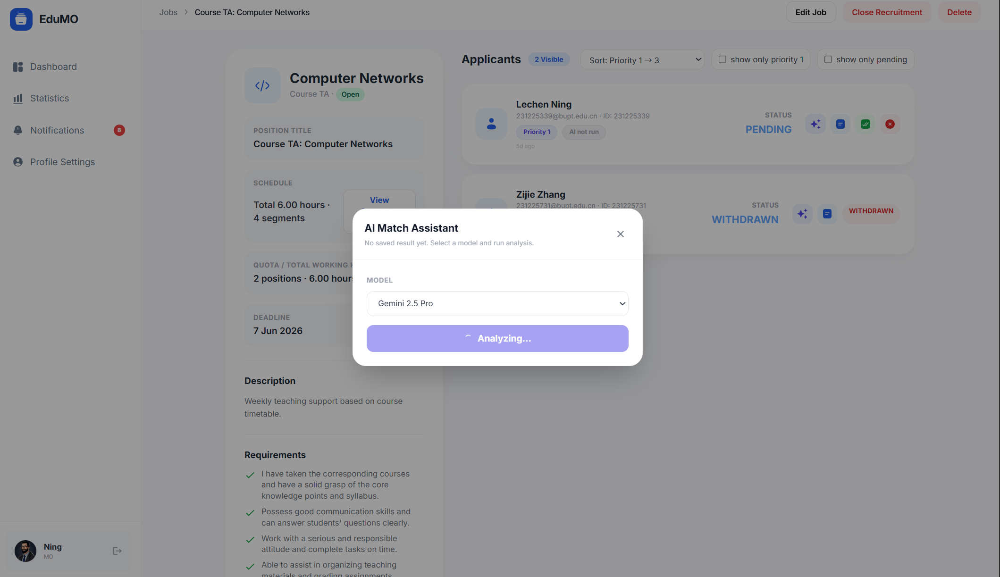 EduMO
Dashboard
Statistics
Notifications
8
Profile Settings
Ning
MO
Jobs
Course TA: Computer Networks
Edit Job
Close Recruitment
Delete
Computer Networks
Course TA ·
Open
POSITION TITLE
Course TA: Computer Networks
SCHEDULE
Total 6.00 hours ·
4 segments
View
QUOTA / TOTAL WORKING
2 positions · 6.00 hours
DEADLINE
7 Jun 2026
Description
Weekly teaching support based on course
timetable.
Requirements
I have taken the corresponding courses
and have a solid grasp of the core
knowledge points and syllabus.
Possess good communication skills and
can answer students' questions clearly.
Work with a serious and responsible
attitude and complete tasks on time.
Able to assist in organizing teaching
materials and grading assignments
Applicants
2 Visible
Sort: Priority 1 → 3
show only priority 1
show only pending
Lechen Ning
231225339@bupt.edu.cn · ID: 231225339
Priority 1
AI not run
5d ago
STATUS
PENDING
Zijie Zhang
231225731@bupt.edu.cn · ID: 231225731
STATUS
WITHDRAWN
WITHDRAWN
AI Match Assistant
No saved result yet. Select a model and run analysis.
MODEL
Gemini 2.5 Pro
Analyzing...